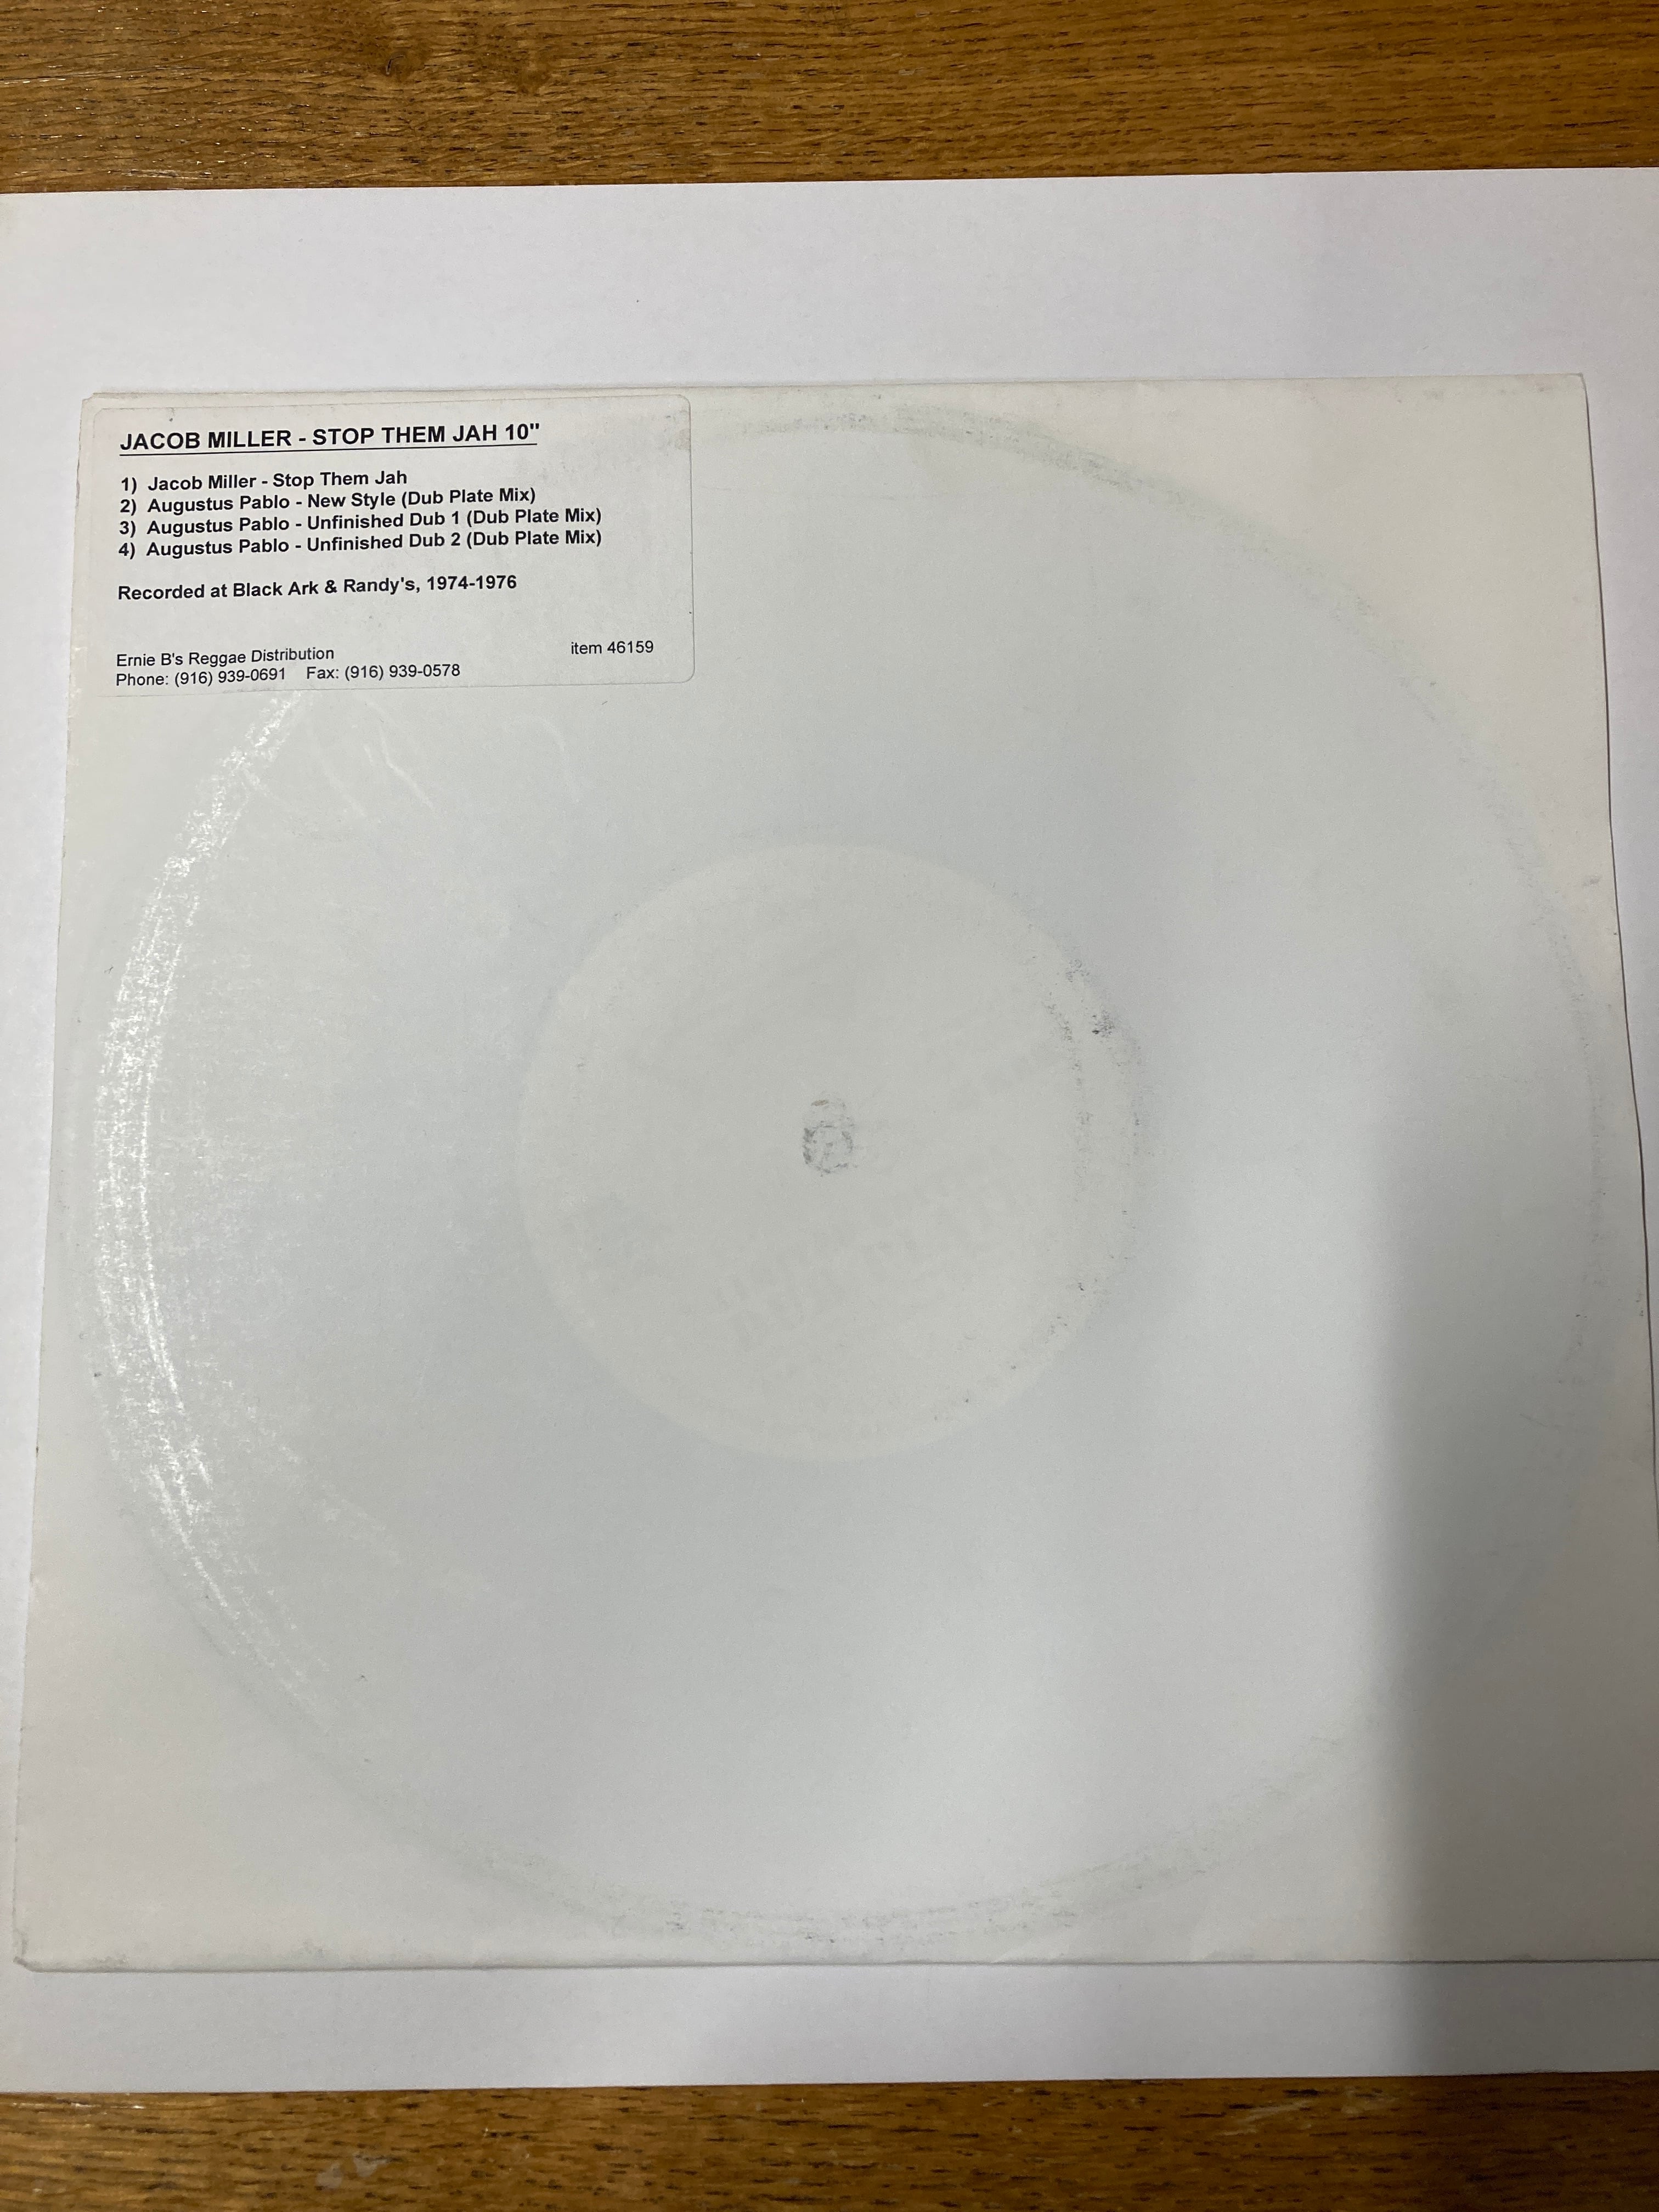 JACOB MILLER - STOP THEM JAH 10"
1) Jacob Miller - Stop Them Jah
2) Augustus Pablo - New Style (Dub Plate Mix)
3) Augustus Pablo - Unfinished Dub 1 (Dub Plate Mix)
4) Augustus Pablo - Unfinished Dub 2 (Dub Plate Mix)
Recorded at Black Ark & Randy's, 1974-1976
Ernie B's Reggae Distribution item 46159
Phone: (916) 939-0691 Fax: (916) 939-0578